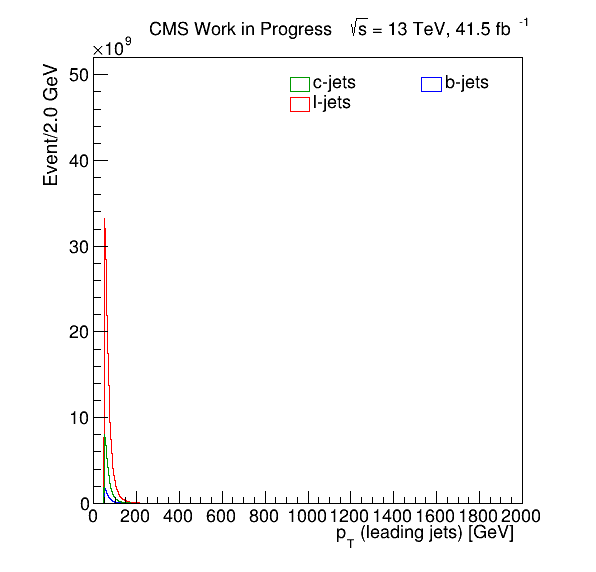 CMS Work in Progress √s = 13 TeV, 41.5 fb⁻¹
×10⁹
Event/2.0 GeV
50
40
30
20
10
0
c-jets
b-jets
l-jets
0 200 400 600 800 1000 1200 1400 1600 1800 2000
p_T (leading jets) [GeV]